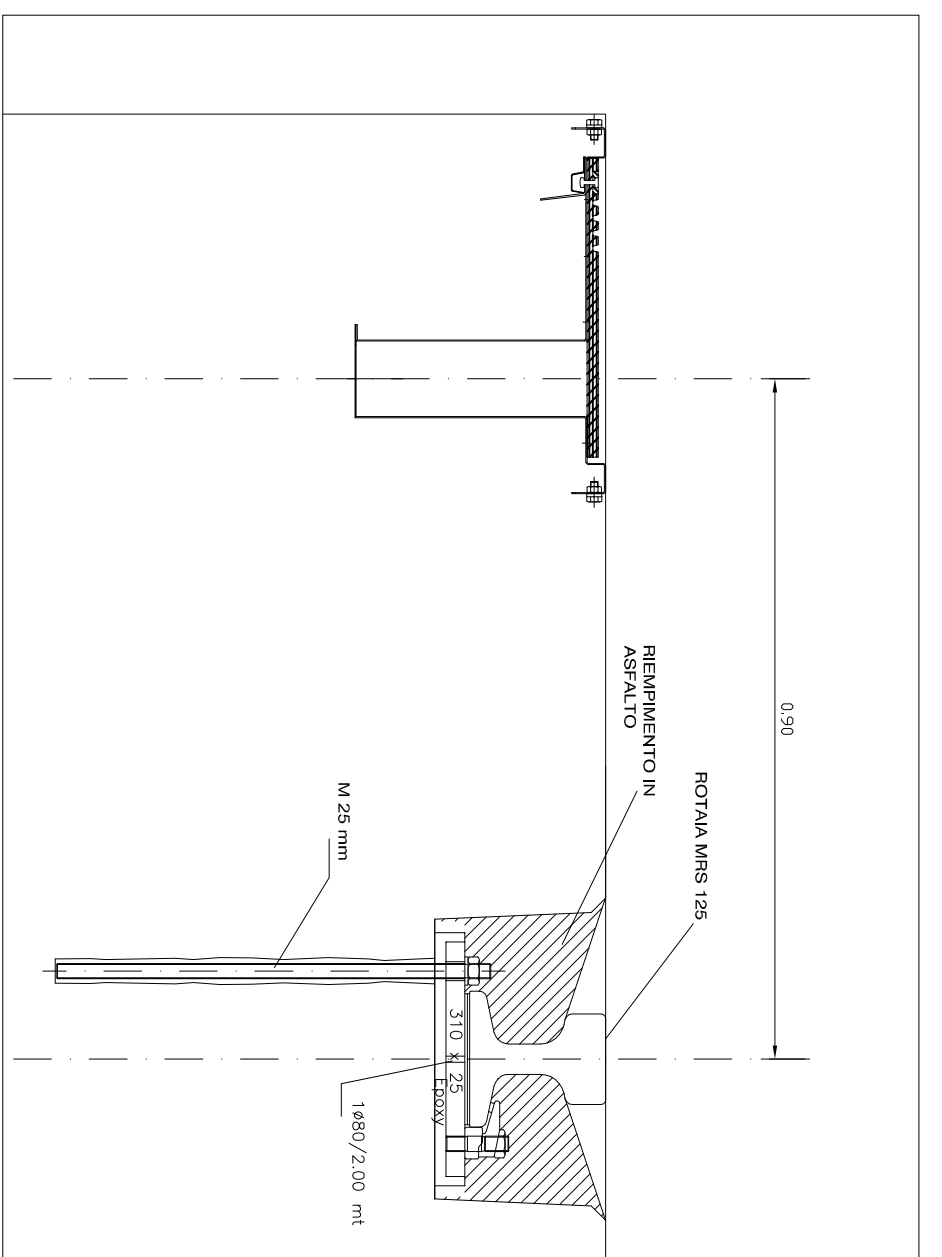 0,90
ROTAIA MRS 125
RIEMPIMENTO IN
ASFALTO
M 25 mm
310 x 25
Epoxy
1ø80/2.00 mt